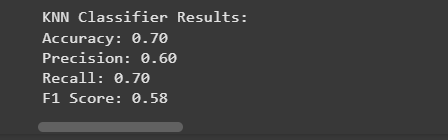 KNN Classifier Results:
Accuracy: 0.70
Precision: 0.60
Recall: 0.70
F1 Score: 0.58